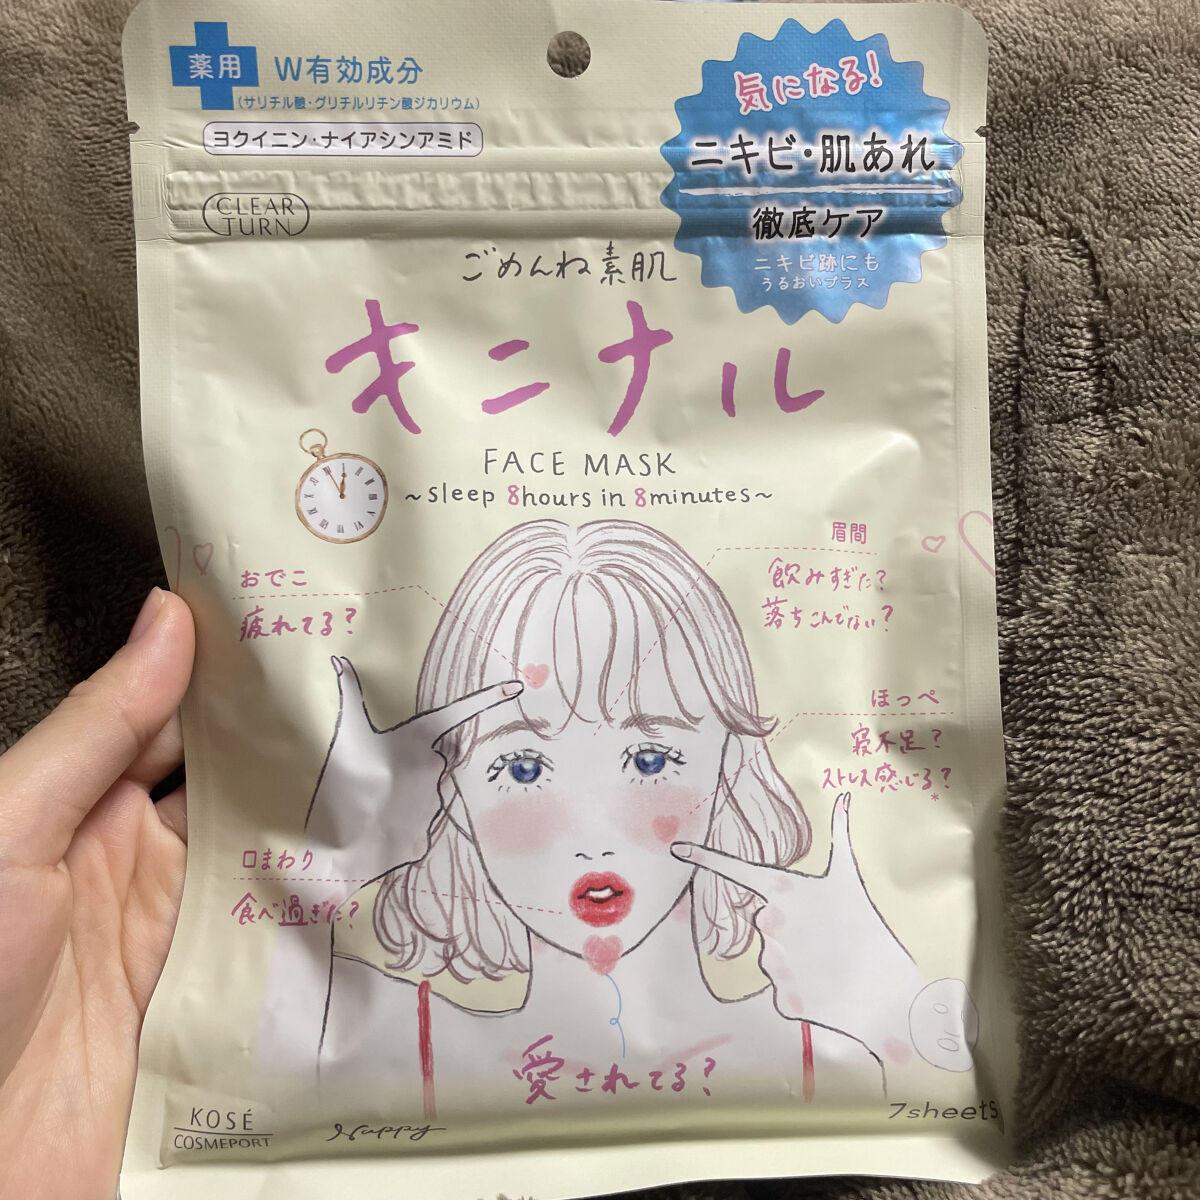 薬用
W有効成分
(サリチル酸・グリチルリチン酸ジカリウム)
ヨクイニン・ナイアシンアミド
CLEAR
TURN
気になる!
ニキビ・肌あれ
徹底ケア
ニキビ跡にも
うるおいプラス
ごめんね素肌
キニナル
FACE MASK
~sleep 8hours in 8minutes~
おでこ
疲れてる?
眉間
飲みすぎた?
落ちこんでない?
ほっぺ
寝不足?
ストレス感じる?*
口まわり
食べ過ぎた?
愛されてる?
KOSÉ
COSMEPORT
Nuppy
7sheets